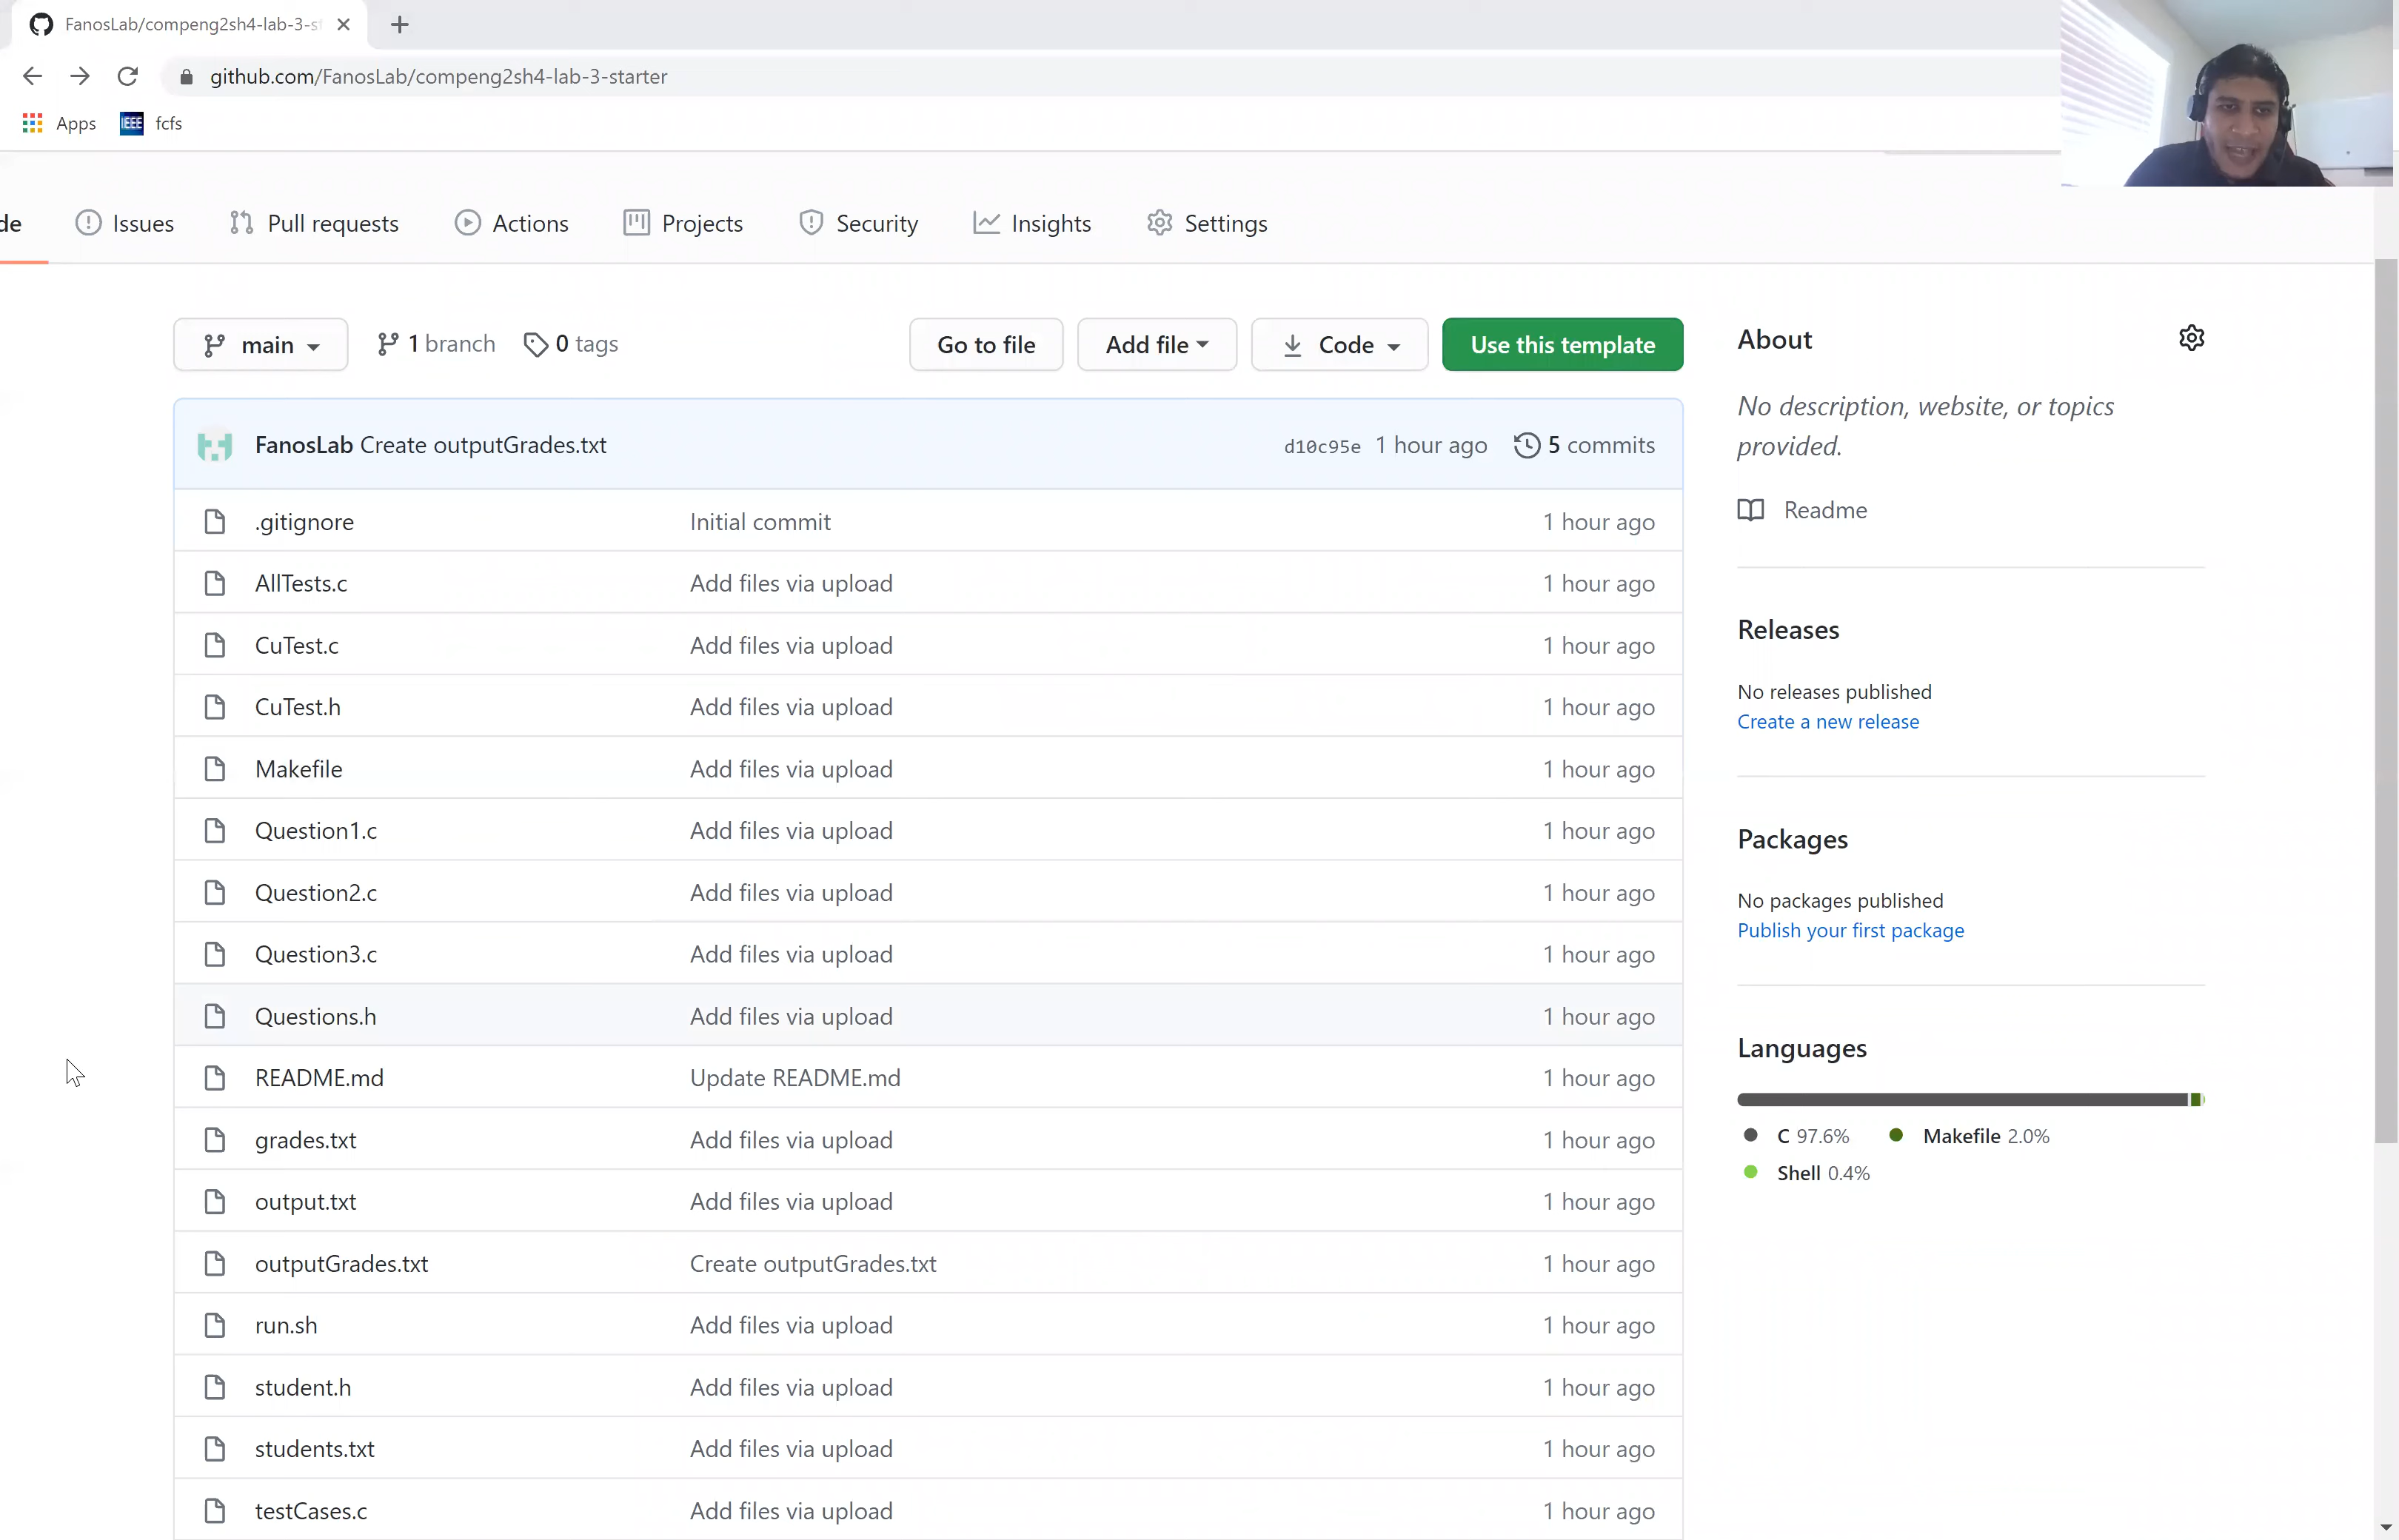 FanosLab/compeng2sh4-lab-3-st
github.com/FanosLab/compeng2sh4-lab-3-starter
Apps IEEE fcfs
de Issues Pull requests Actions Projects Security Insights Settings
main 1 branch 0 tags Go to file Add file Code Use this template
FanosLab Create outputGrades.txt d10c95e 1 hour ago 5 commits
.gitignore Initial commit 1 hour ago
AllTests.c Add files via upload 1 hour ago
CuTest.c Add files via upload 1 hour ago
CuTest.h Add files via upload 1 hour ago
Makefile Add files via upload 1 hour ago
Question1.c Add files via upload 1 hour ago
Question2.c Add files via upload 1 hour ago
Question3.c Add files via upload 1 hour ago
Questions.h Add files via upload 1 hour ago
README.md Update README.md 1 hour ago
grades.txt Add files via upload 1 hour ago
output.txt Add files via upload 1 hour ago
outputGrades.txt Create outputGrades.txt 1 hour ago
run.sh Add files via upload 1 hour ago
student.h Add files via upload 1 hour ago
students.txt Add files via upload 1 hour ago
testCases.c Add files via upload 1 hour ago
About
No description, website, or topics
provided.
Readme
Releases
No releases published
Create a new release
Packages
No packages published
Publish your first package
Languages
C 97.6% Makefile 2.0%
Shell 0.4%